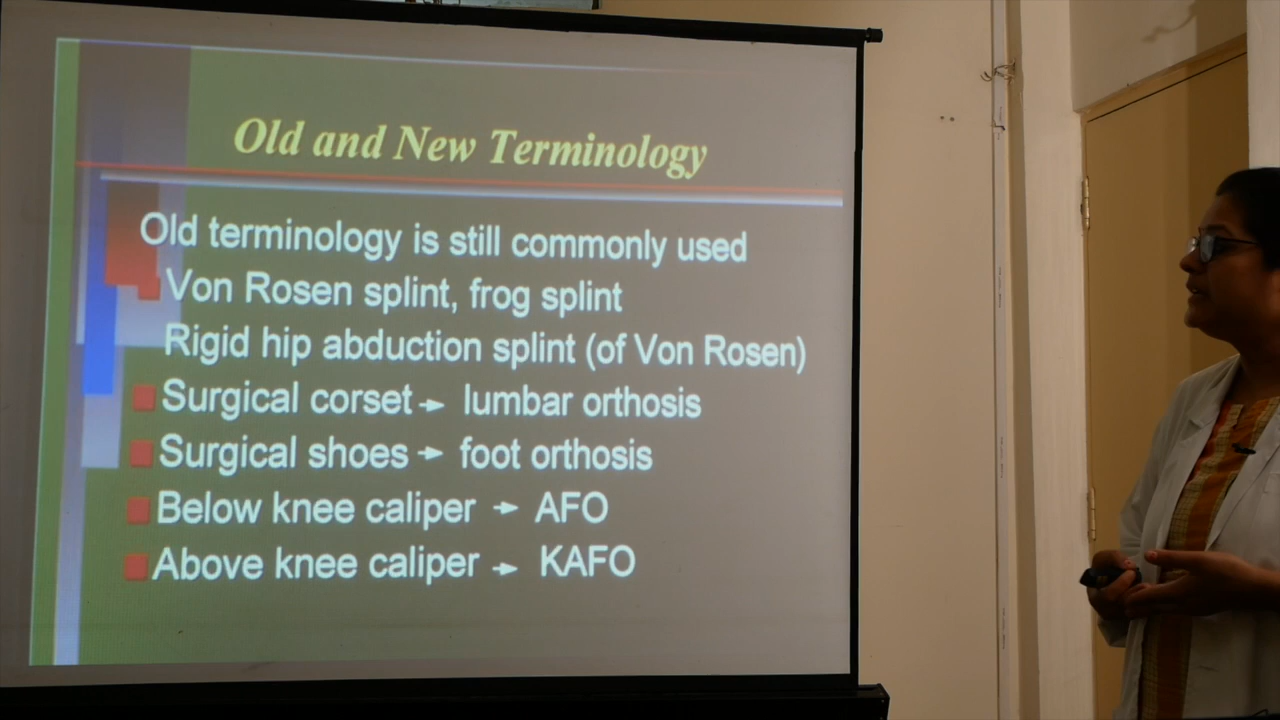 Old and New Terminology
Old terminology is still commonly used
Von Rosen splint, frog splint
Rigid hip abduction splint (of Von Rosen)
Surgical corset → lumbar orthosis
Surgical shoes → foot orthosis
Below knee caliper → AFO
Above knee caliper → KAFO